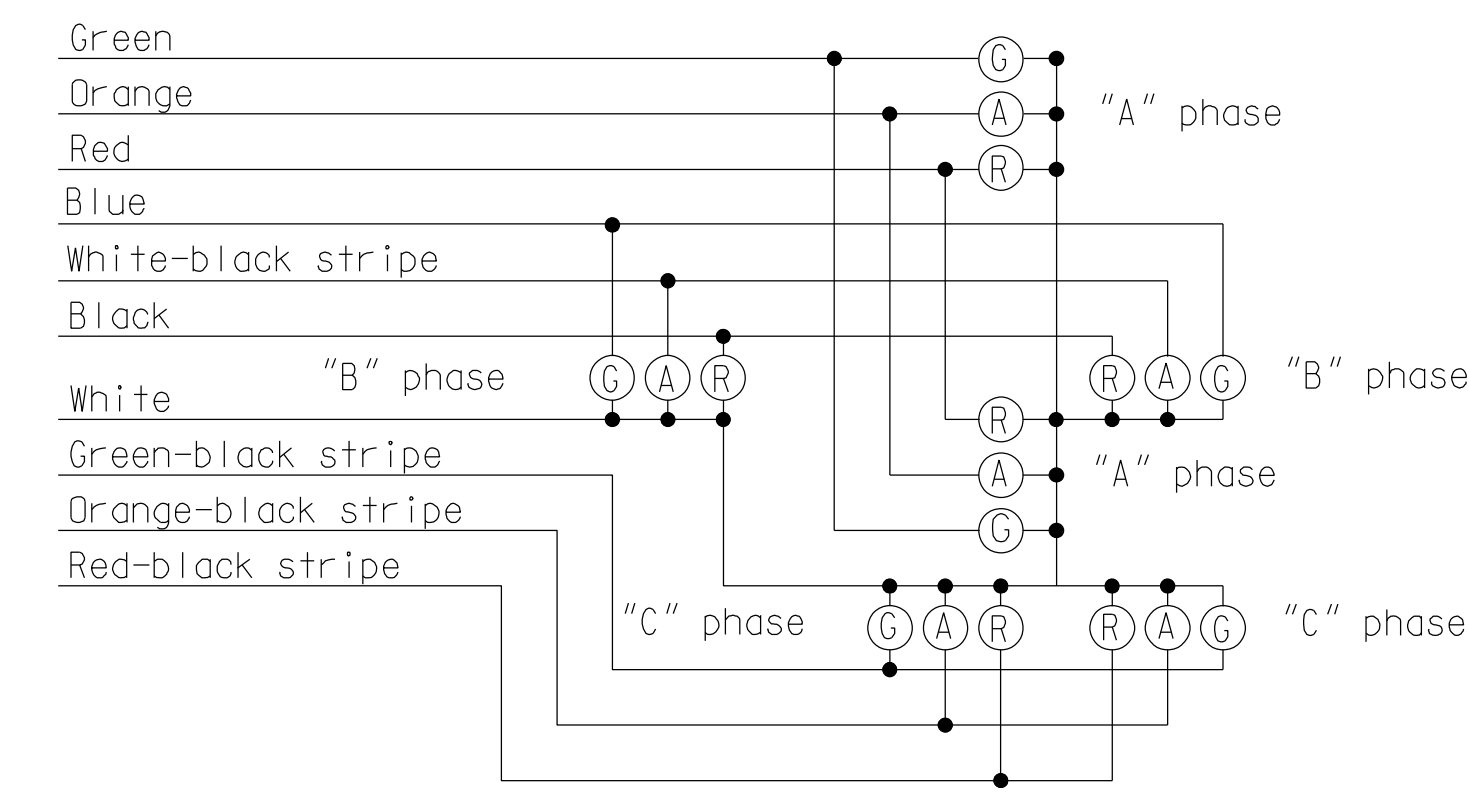 Green
G
Orange
A
"A" phase
Red
R
Blue
White-black stripe
Black
"B" phase
G A R
R A G
"B" phase
White
R
Green-black stripe
A
"A" phase
Orange-black stripe
G
Red-black stripe
"C" phase
G A R
R A G
"C" phase